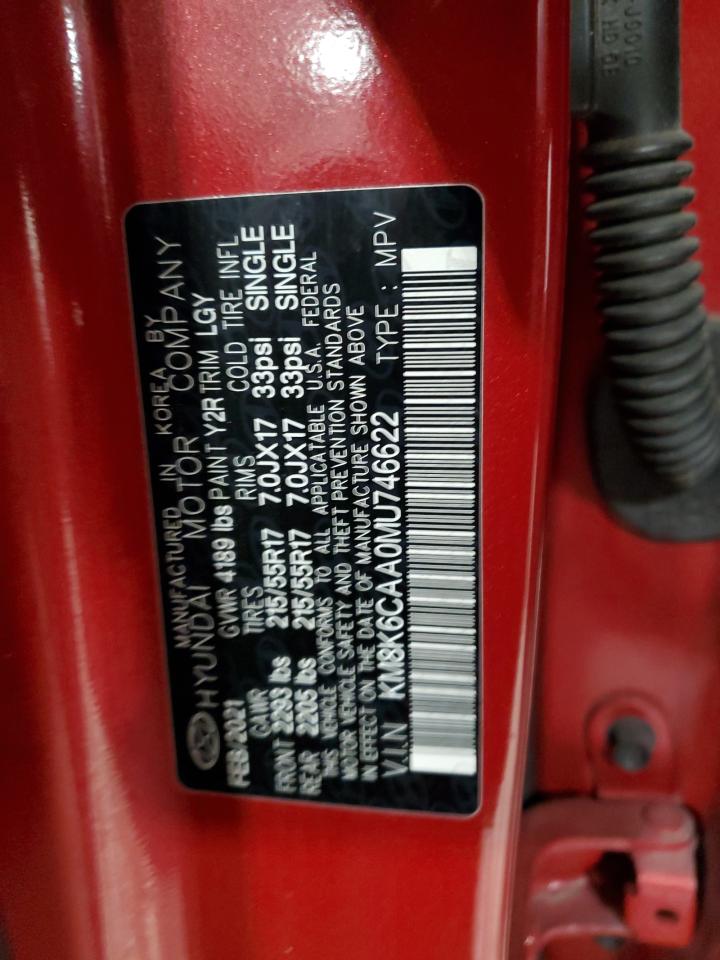 MANUFACTURED IN KOREA BY
HYUNDAI MOTOR COMPANY
FEB/2021 GVWR 4189 lbs PAINT Y2R TRIM LGY
GAWR TIRES RIMS COLD TIRE INFL
FRONT 2293 lbs 215/55R17 7.0JX17 33psi SINGLE
REAR 2205 lbs 215/55R17 7.0JX17 33psi SINGLE
THIS VEHICLE CONFORMS TO ALL APPLICATABLE U.S.A. FEDERAL
MOTOR VEHICLE SAFETY AND THEFT PREVENTION STANDARDS
IN EFFECT ON THE DATE OF MANUFACTURE SHOWN ABOVE
V.I.N KM8K6CAA0MU746622 TYPE : MPV